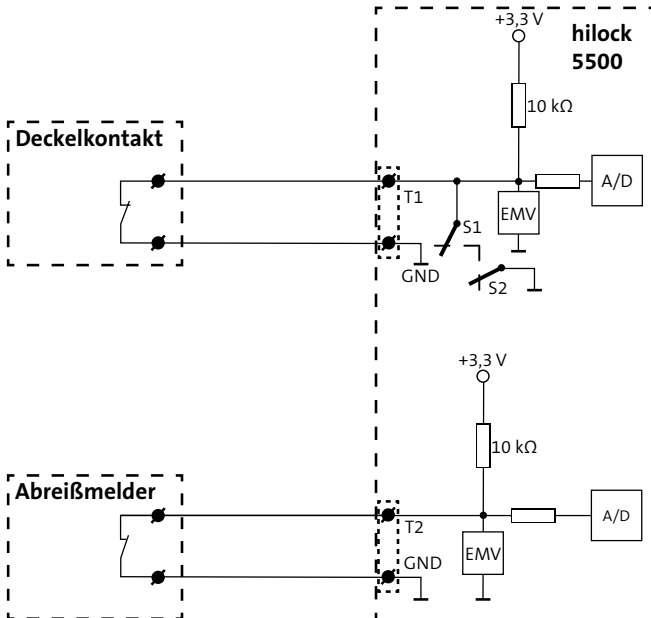 +3,3 V
hilock
5500
10 kΩ
Deckelkontakt
T1
A/D
EMV
S1
GND
S2
+3,3 V
10 kΩ
Abreißmelder
T2
A/D
EMV
GND